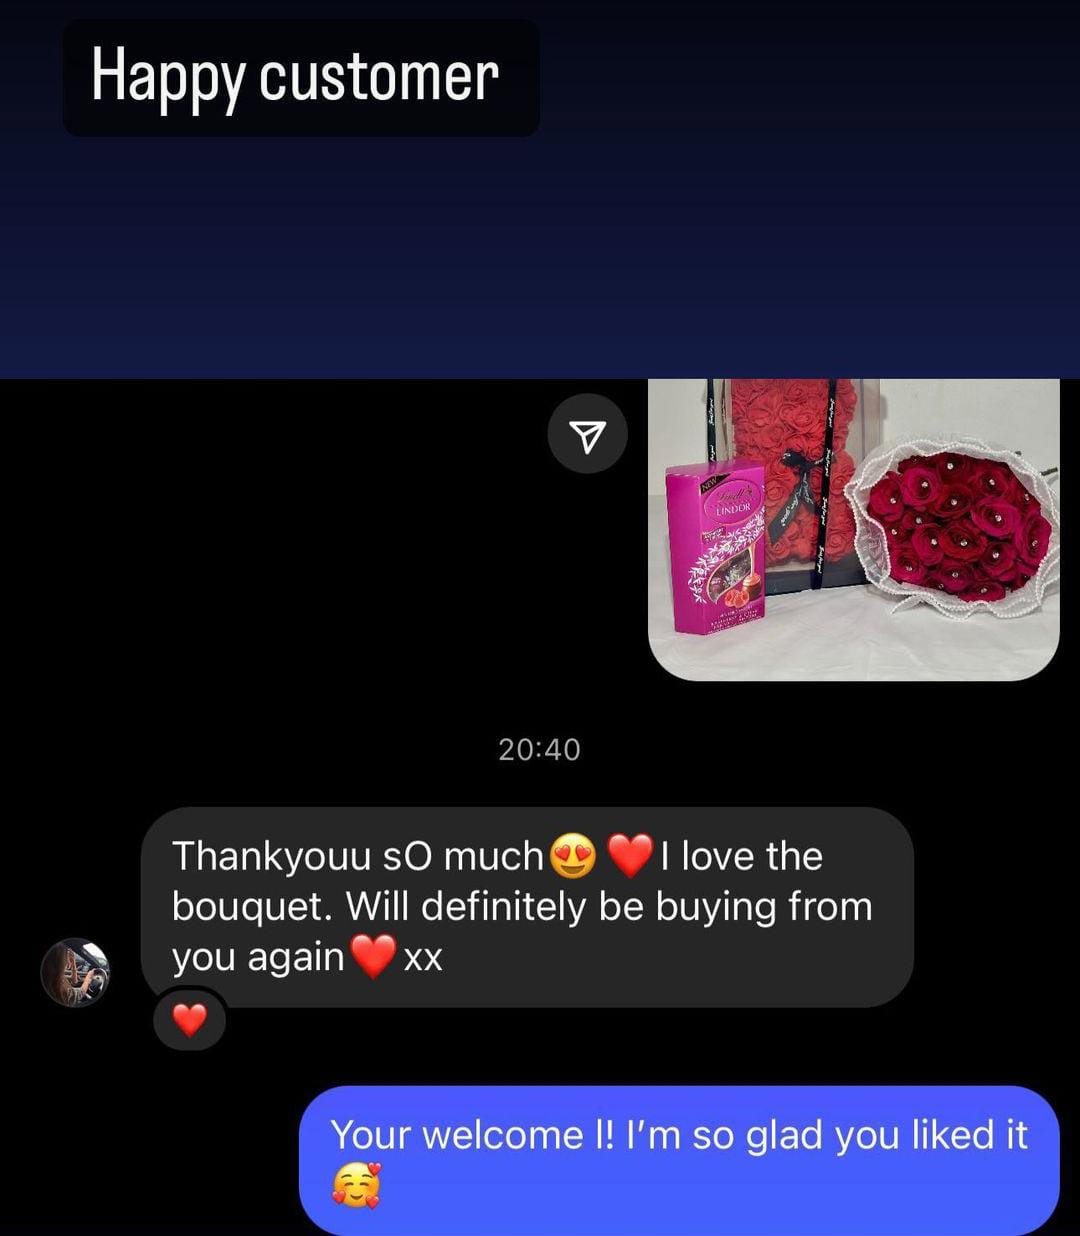 Happy customer
NEW
Lindt
LINDOR
20:40
Thankyouu sO much😍❤️I love the
bouquet. Will definitely be buying from
you again❤️xx
❤️
Your welcome I! I’m so glad you liked it
🥰